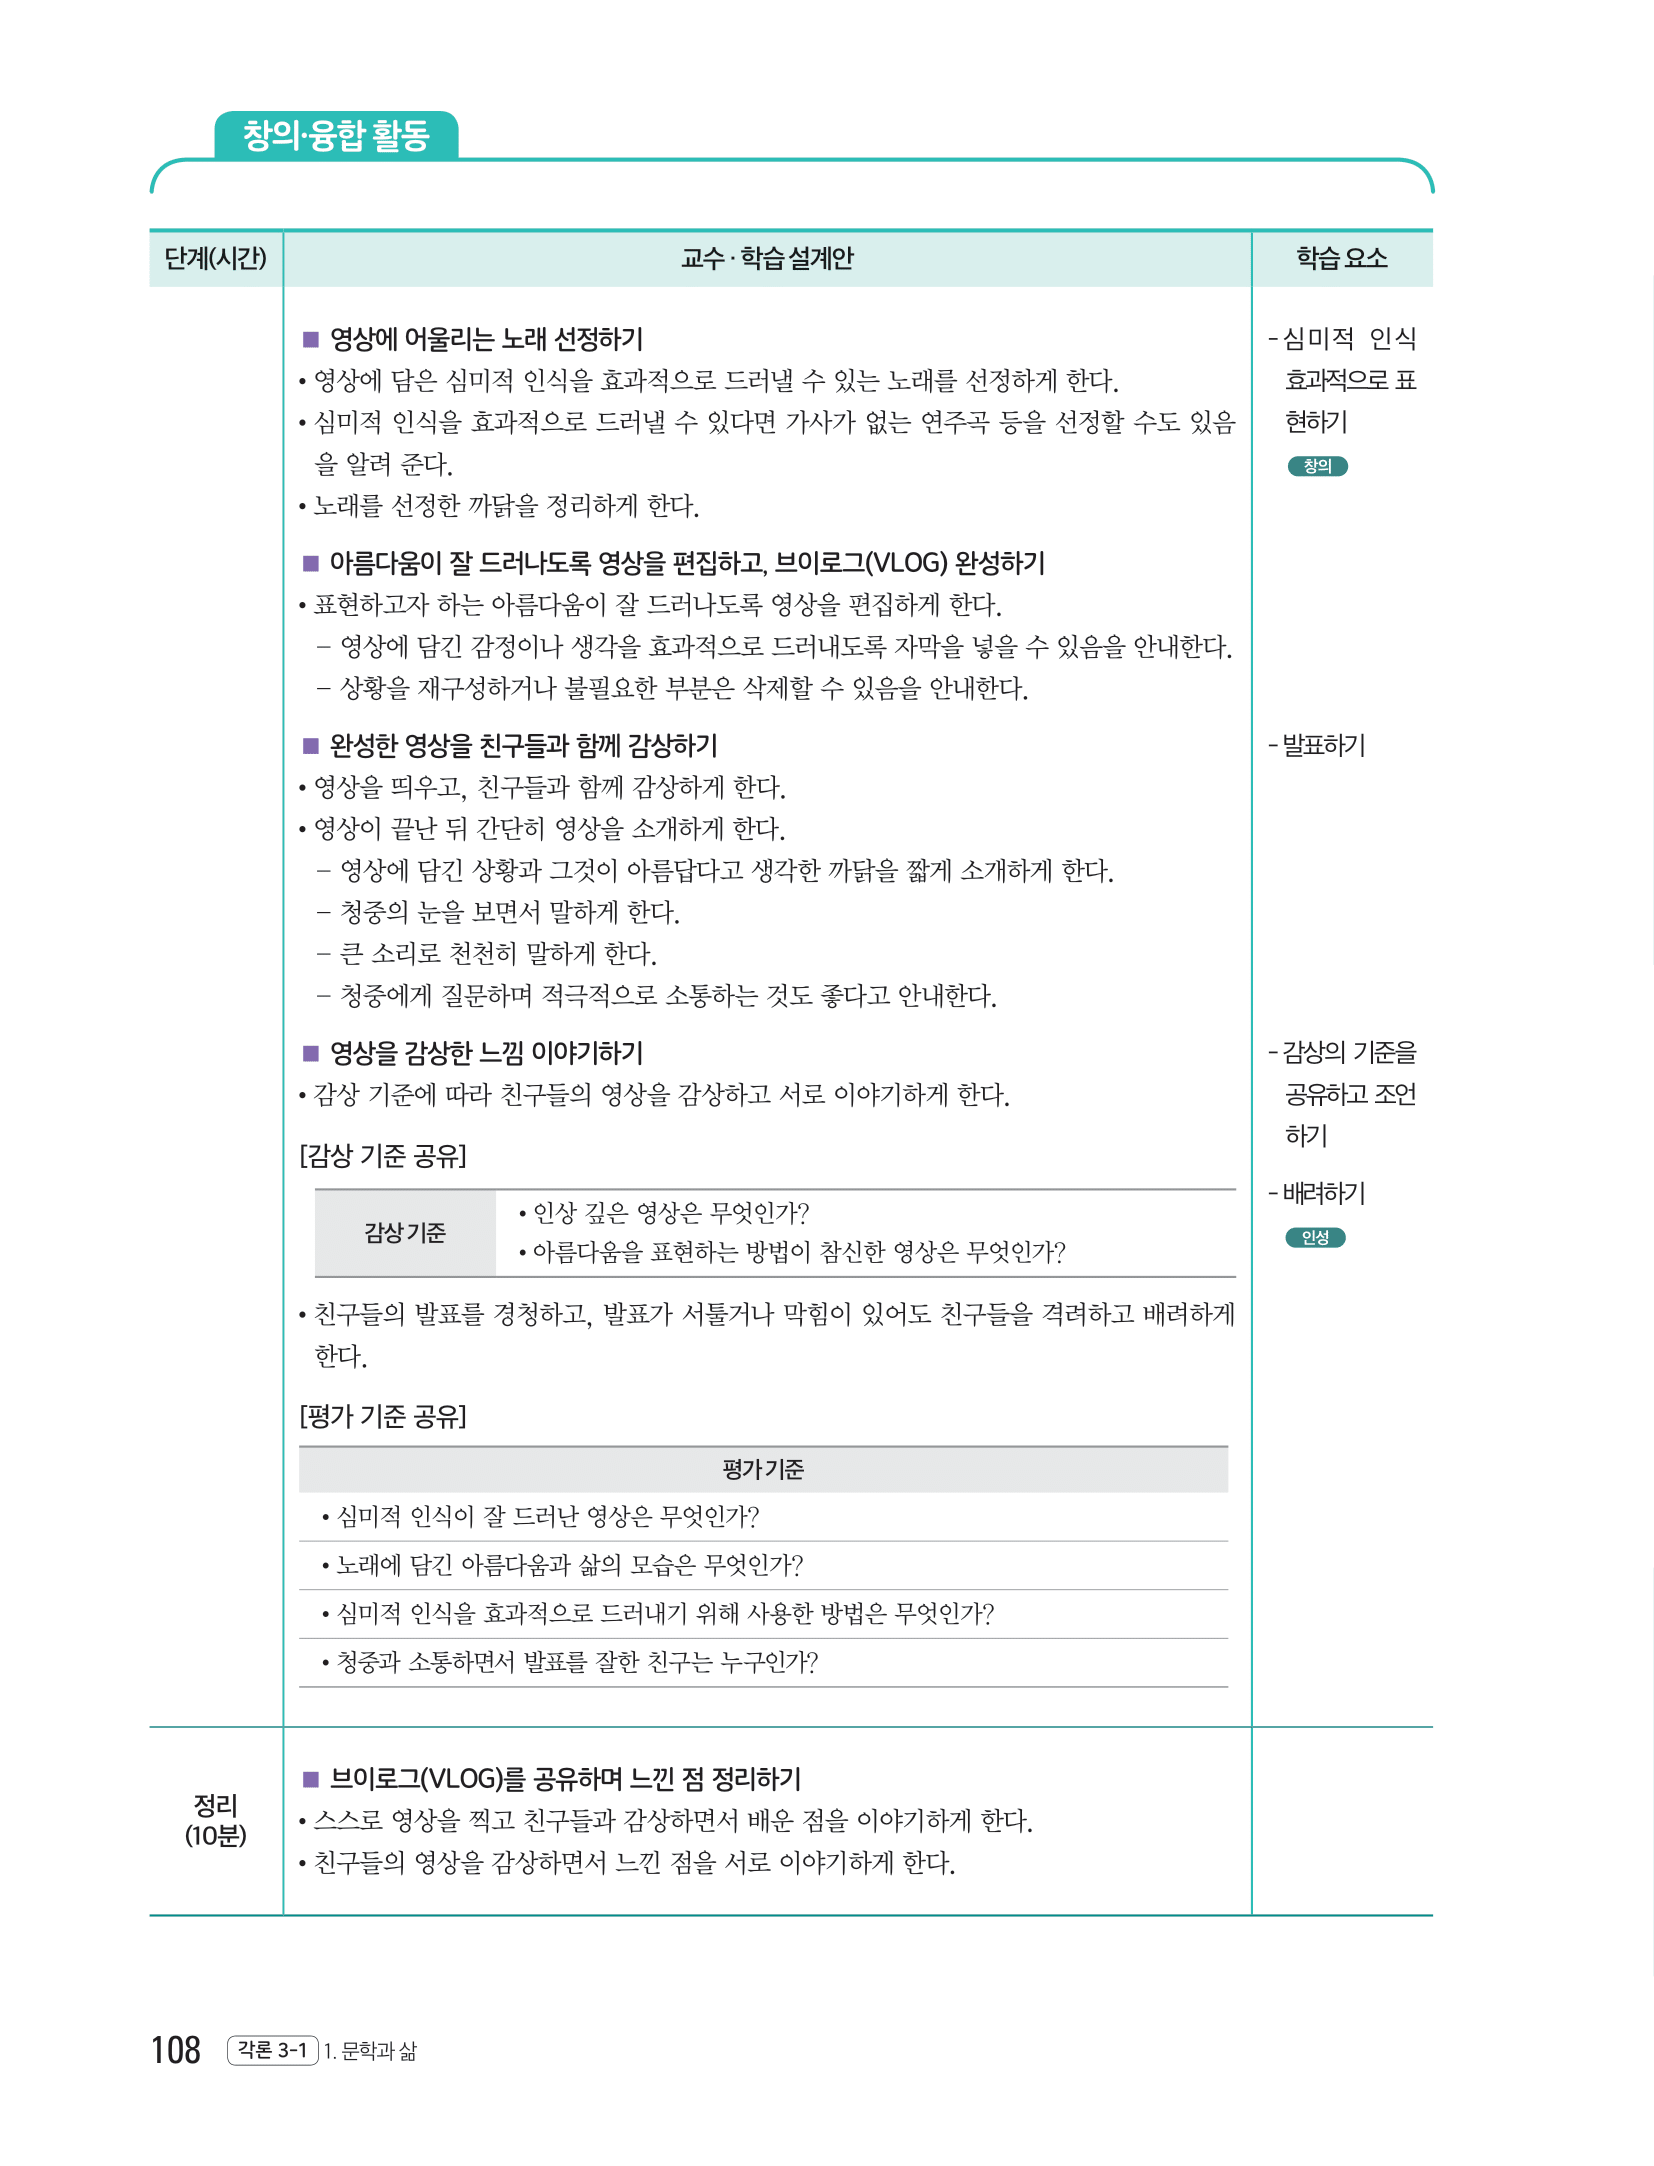 창의·융합 활동
단계(시간)
교수·학습 설계안
학습 요소
■ 영상에 어울리는 노래 선정하기
• 영상에 담은 심미적 인식을 효과적으로 드러낼 수 있는 노래를 선정하게 한다.
• 심미적 인식을 효과적으로 드러낼 수 있다면 가사가 없는 연주곡 등을 선정할 수도 있음
을 알려 준다.
• 노래를 선정한 까닭을 정리하게 한다.
- 심미적 인식
효과적으로 표
현하기
창의
■ 아름다움이 잘 드러나도록 영상을 편집하고, 브이로그(VLOG) 완성하기
• 표현하고자 하는 아름다움이 잘 드러나도록 영상을 편집하게 한다.
– 영상에 담긴 감정이나 생각을 효과적으로 드러내도록 자막을 넣을 수 있음을 안내한다.
– 상황을 재구성하거나 불필요한 부분은 삭제할 수 있음을 안내한다.
■ 완성한 영상을 친구들과 함께 감상하기
• 영상을 띄우고, 친구들과 함께 감상하게 한다.
• 영상이 끝난 뒤 간단히 영상을 소개하게 한다.
– 영상에 담긴 상황과 그것이 아름답다고 생각한 까닭을 짧게 소개하게 한다.
– 청중의 눈을 보면서 말하게 한다.
– 큰 소리로 천천히 말하게 한다.
– 청중에게 질문하며 적극적으로 소통하는 것도 좋다고 안내한다.
- 발표하기
■ 영상을 감상한 느낌 이야기하기
• 감상 기준에 따라 친구들의 영상을 감상하고 서로 이야기하게 한다.
[감상 기준 공유]
감상 기준
• 인상 깊은 영상은 무엇인가?
• 아름다움을 표현하는 방법이 참신한 영상은 무엇인가?
• 친구들의 발표를 경청하고, 발표가 서툴거나 막힘이 있어도 친구들을 격려하고 배려하게
한다.
- 감상의 기준을
공유하고 조언
하기
- 배려하기
인성
[평가 기준 공유]
평가 기준
• 심미적 인식이 잘 드러난 영상은 무엇인가?
• 노래에 담긴 아름다움과 삶의 모습은 무엇인가?
• 심미적 인식을 효과적으로 드러내기 위해 사용한 방법은 무엇인가?
• 청중과 소통하면서 발표를 잘한 친구는 누구인가?
정리
(10분)
■ 브이로그(VLOG)를 공유하며 느낀 점 정리하기
• 스스로 영상을 찍고 친구들과 감상하면서 배운 점을 이야기하게 한다.
• 친구들의 영상을 감상하면서 느낀 점을 서로 이야기하게 한다.
108 각론 3-1 1. 문학과 삶